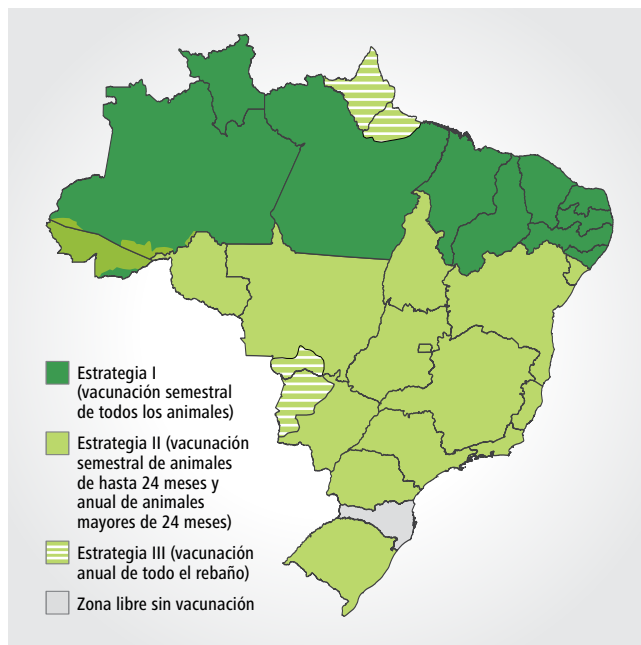 Estrategia I
(vacunación semestral
de todos los animales)
Estrategia II (vacunación
semestral de animales
de hasta 24 meses y
anual de animales
mayores de 24 meses)
Estrategia III (vacunación
anual de todo el rebaño)
Zona libre sin vacunación